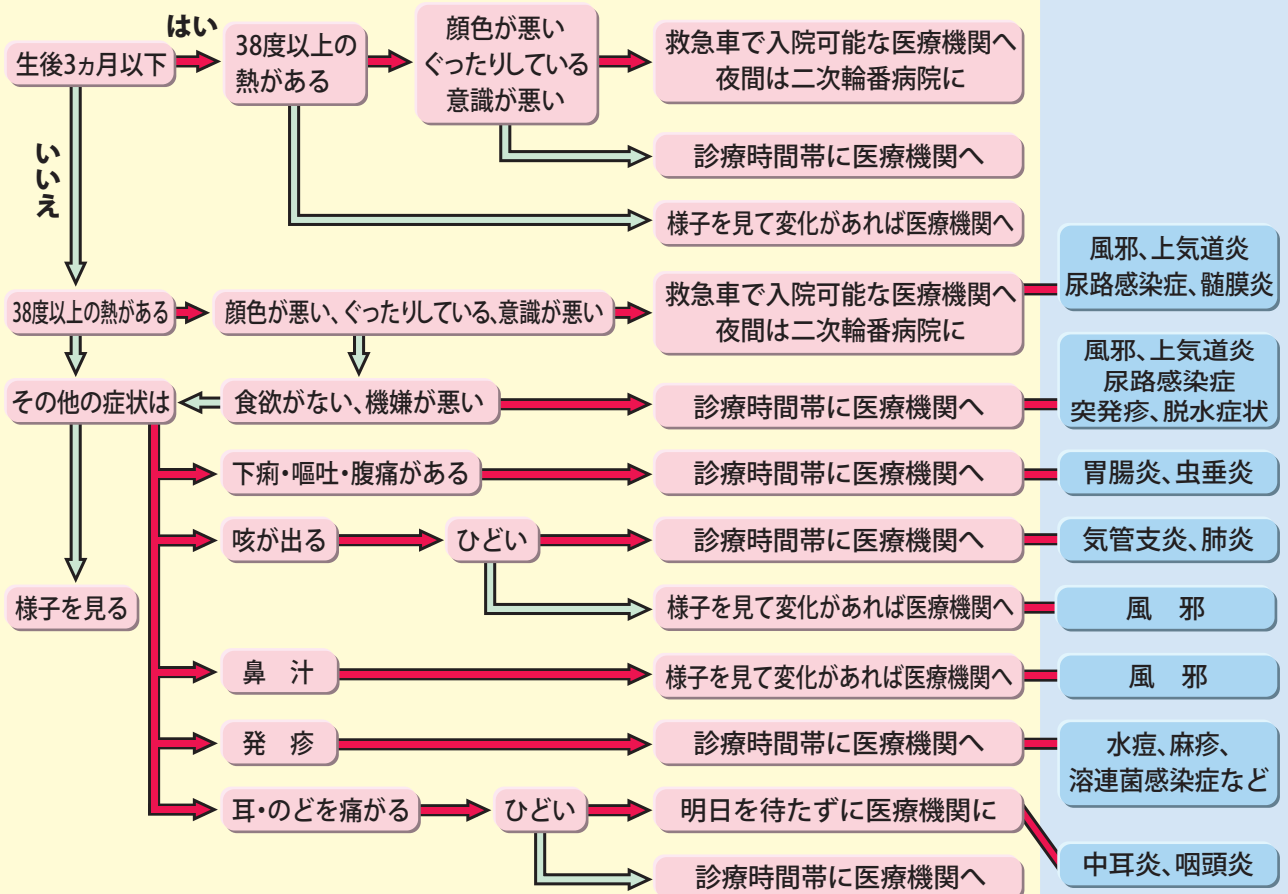 はい
生後3ヵ月以下
38度以上の
熱がある
顔色が悪い
ぐったりしている
意識が悪い
救急車で入院可能な医療機関へ
夜間は二次輪番病院に
診療時間帯に医療機関へ
いいえ
様子を見て変化があれば医療機関へ
38度以上の熱がある
顔色が悪い、ぐったりしている、意識が悪い
救急車で入院可能な医療機関へ
夜間は二次輪番病院に
風邪、上気道炎
尿路感染症、髄膜炎
その他の症状は
食欲がない、機嫌が悪い
診療時間帯に医療機関へ
風邪、上気道炎
尿路感染症
突発疹、脱水症状
下痢・嘔吐・腹痛がある
診療時間帯に医療機関へ
胃腸炎、虫垂炎
咳が出る
ひどい
診療時間帯に医療機関へ
気管支炎、肺炎
様子を見る
様子を見て変化があれば医療機関へ
風　邪
鼻　汁
様子を見て変化があれば医療機関へ
風　邪
発　疹
診療時間帯に医療機関へ
水痘、麻疹、
溶連菌感染症など
耳・のどを痛がる
ひどい
明日を待たずに医療機関に
中耳炎、咽頭炎
診療時間帯に医療機関へ